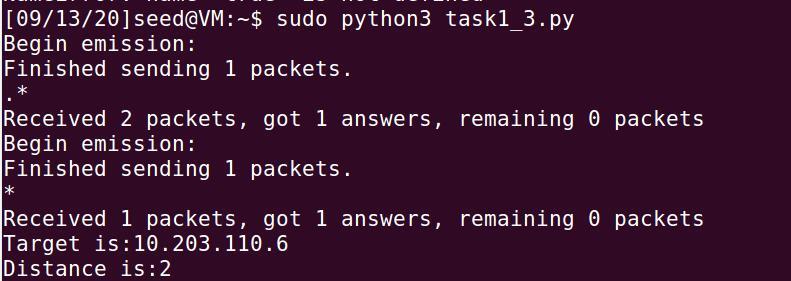 [09/13/20]seed@VM:~$ sudo python3 task1_3.py
Begin emission:
Finished sending 1 packets.
.*
Received 2 packets, got 1 answers, remaining 0 packets
Begin emission:
Finished sending 1 packets.
*
Received 1 packets, got 1 answers, remaining 0 packets
Target is:10.203.110.6
Distance is:2